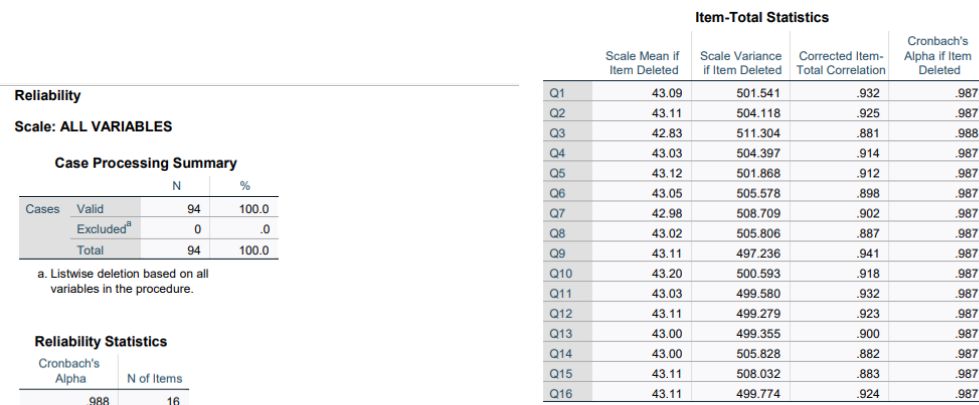 Reliability
Scale: ALL VARIABLES
Case Processing Summary
N %
Cases Valid 94 100.0
Excludedª 0 .0
Total 94 100.0
a. Listwise deletion based on all
variables in the procedure.
Reliability Statistics
Cronbach's
Alpha N of Items
.988 16
Item-Total Statistics
Scale Mean if Item Deleted Scale Variance if Item Deleted Corrected Item-Total Correlation Cronbach's Alpha if Item Deleted
Q1 43.09 501.541 .932 .987
Q2 43.11 504.118 .925 .987
Q3 42.83 511.304 .881 .988
Q4 43.03 504.397 .914 .987
Q5 43.12 501.868 .912 .987
Q6 43.05 505.578 .898 .987
Q7 42.98 508.709 .902 .987
Q8 43.02 505.806 .887 .987
Q9 43.11 497.236 .941 .987
Q10 43.20 500.593 .918 .987
Q11 43.03 499.580 .932 .987
Q12 43.11 499.279 .923 .987
Q13 43.00 499.355 .900 .987
Q14 43.00 505.828 .882 .987
Q15 43.11 508.032 .883 .987
Q16 43.11 499.774 .924 .987